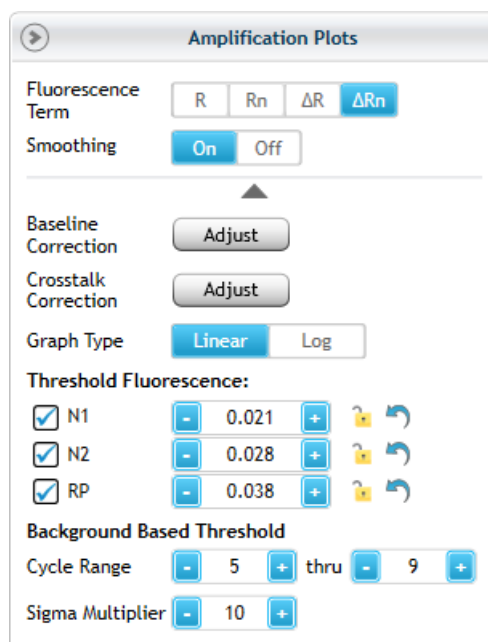 Amplification Plots
Fluorescence Term R Rn ΔR ΔRn
Smoothing On Off
Baseline Correction Adjust
Crosstalk Correction Adjust
Graph Type Linear Log
Threshold Fluorescence:
N1 - 0.021 +
N2 - 0.028 +
RP - 0.038 +
Background Based Threshold
Cycle Range - 5 + thru - 9 +
Sigma Multiplier - 10 +